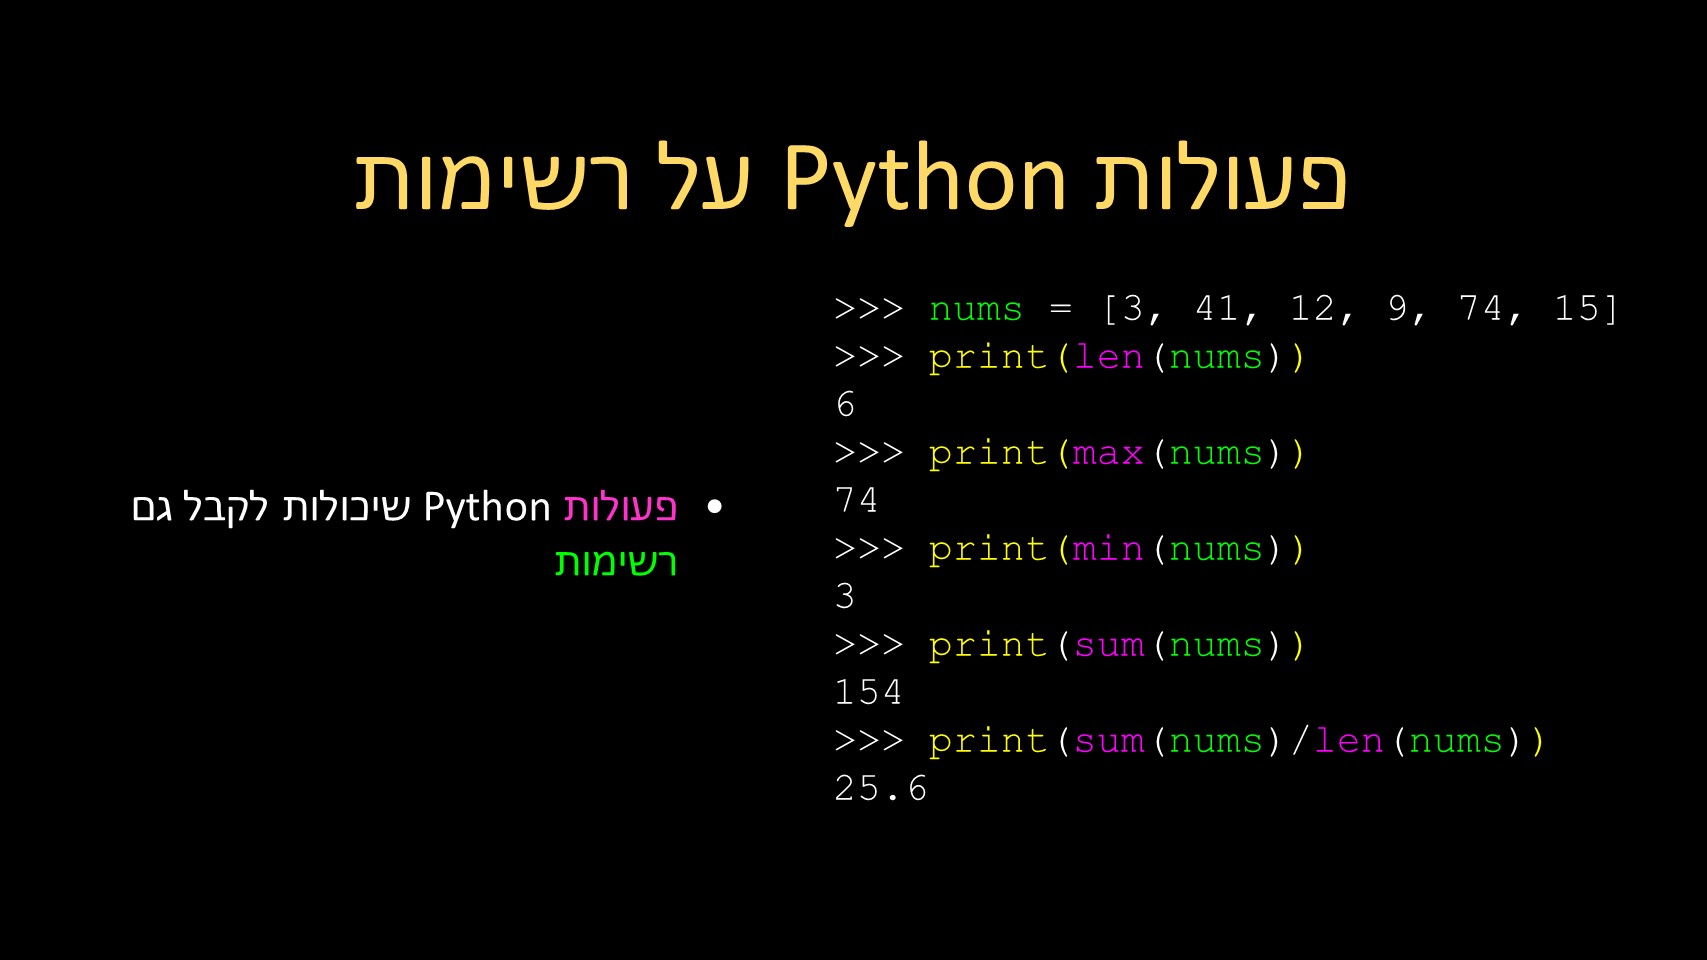 פעולות Python על רשימות
• פעולות Python שיכולות לקבל גם
רשימות
>>> nums = [3, 41, 12, 9, 74, 15]
>>> print(len(nums))
6
>>> print(max(nums))
74
>>> print(min(nums))
3
>>> print(sum(nums))
154
>>> print(sum(nums)/len(nums))
25.6